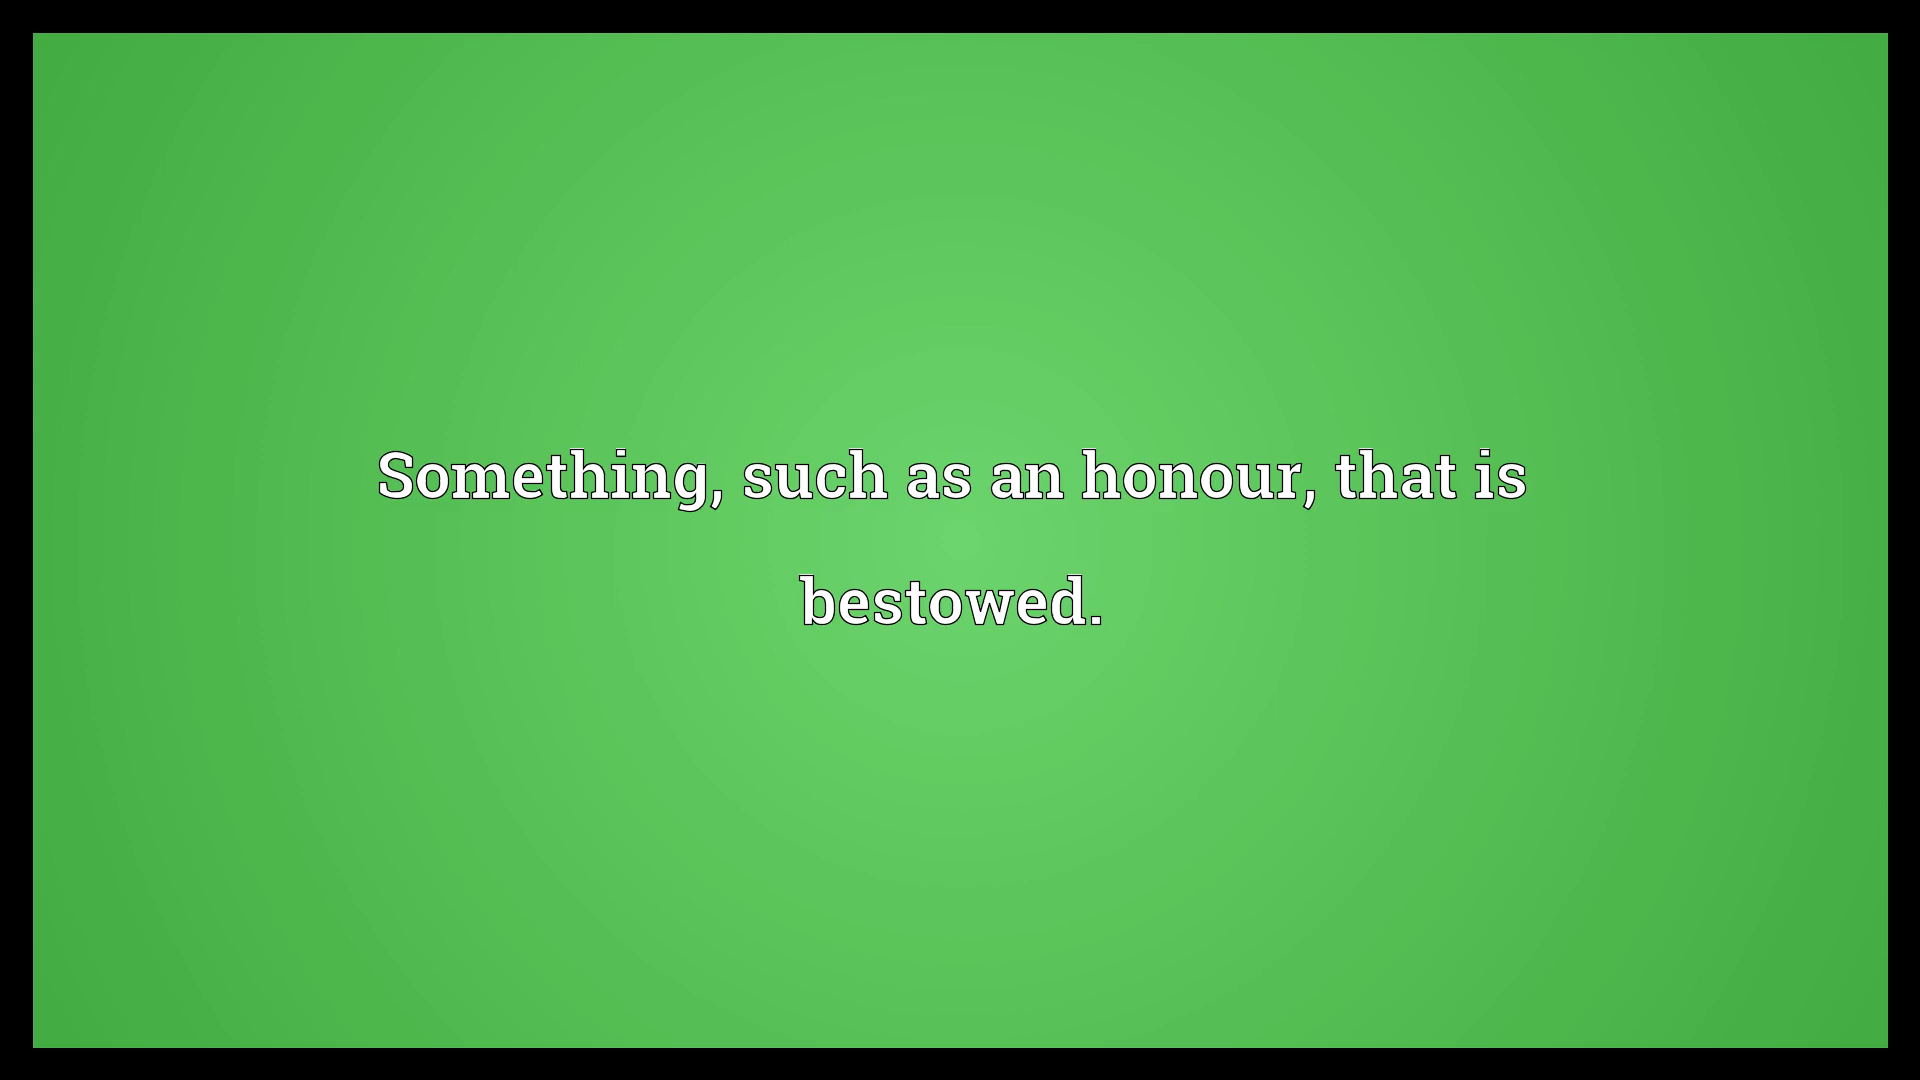 Something, such as an honour, that is
bestowed.